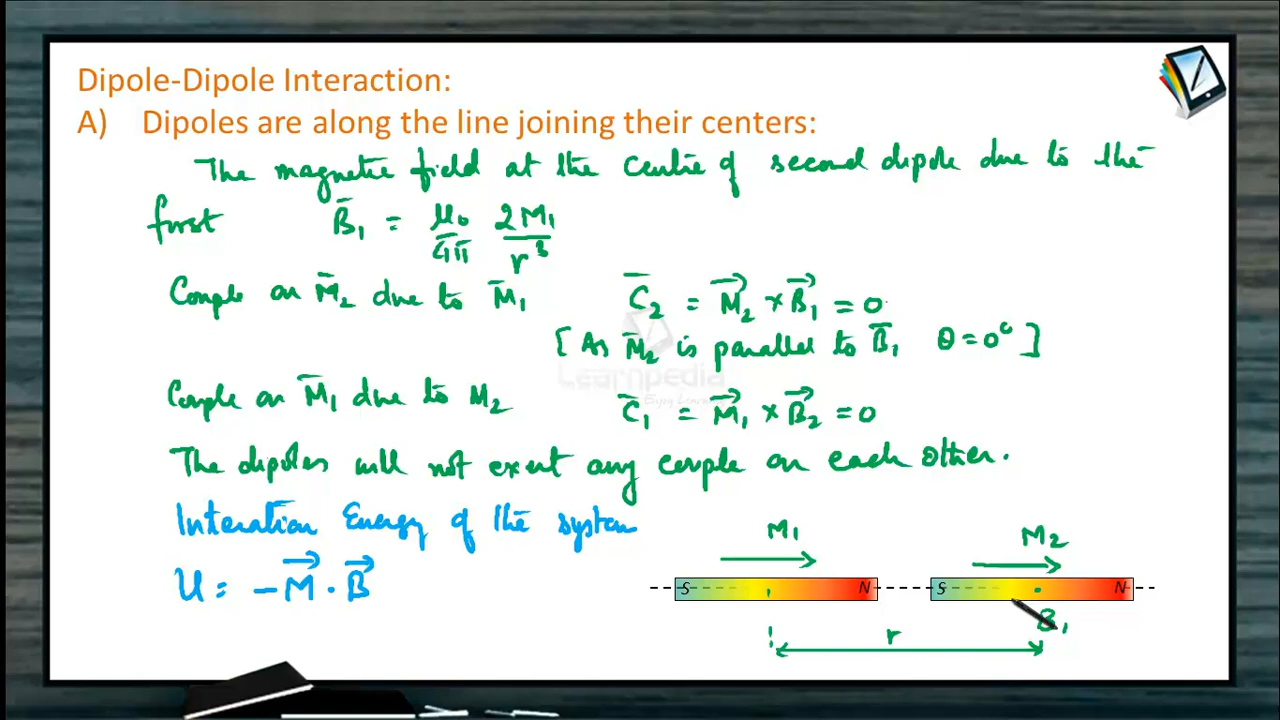 Dipole-Dipole Interaction:
A) Dipoles are along the line joining their centers:
The magnetic field at the centre of second dipole due to the
first B̄₁ = μ₀/4π 2M₁/r³
Couple on M̄₂ due to M̄₁ C̄₂ = M⃗₂ × B⃗₁ = 0
[As M̄₂ is parallel to B̄₁ θ = 0°]
Couple on M̄₁ due to M₂ C̄₁ = M⃗₁ × B⃗₂ = 0
The dipoles will not exert any couple on each other.
Interation Energy of the system
U = -M⃗ · B⃗
M₁ M₂
S N S N
B₁
r
Learnpedia